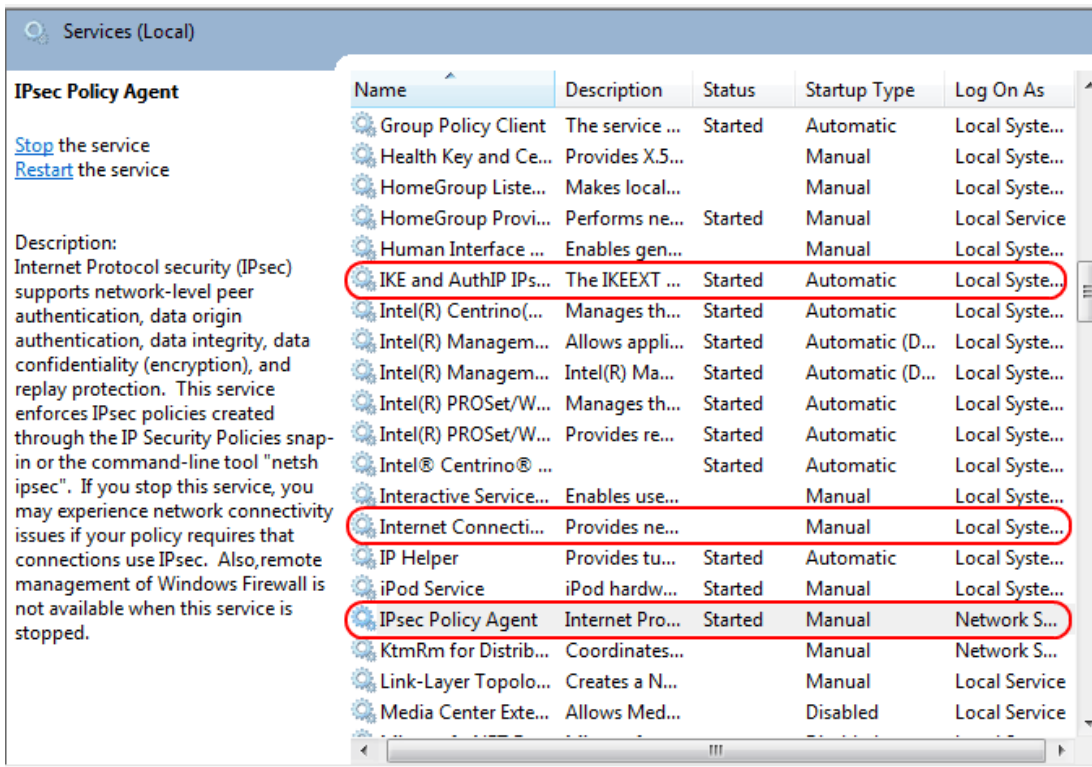 Services (Local)
IPsec Policy Agent
Stop the service
Restart the service
Description:
Internet Protocol security (IPsec)
supports network-level peer
authentication, data origin
authentication, data integrity, data
confidentiality (encryption), and
replay protection. This service
enforces IPsec policies created
through the IP Security Policies snap-
in or the command-line tool "netsh
ipsec". If you stop this service, you
may experience network connectivity
issues if your policy requires that
connections use IPsec. Also,remote
management of Windows Firewall is
not available when this service is
stopped.
Name Description Status Startup Type Log On As
Group Policy Client The service ... Started Automatic Local Syste...
Health Key and Ce... Provides X.5... Manual Local Syste...
HomeGroup Liste... Makes local... Manual Local Syste...
HomeGroup Provi... Performs ne... Started Manual Local Service
Human Interface ... Enables gen... Manual Local Syste...
IKE and AuthIP IPs... The IKEEXT ... Started Automatic Local Syste...
Intel(R) Centrino(... Manages th... Started Automatic Local Syste...
Intel(R) Managem... Allows appli... Started Automatic (D... Local Syste...
Intel(R) Managem... Intel(R) Ma... Started Automatic (D... Local Syste...
Intel(R) PROSet/W... Manages th... Started Automatic Local Syste...
Intel(R) PROSet/W... Provides re... Started Automatic Local Syste...
Intel® Centrino® ... Started Automatic Local Syste...
Interactive Service... Enables use... Manual Local Syste...
Internet Connecti... Provides ne... Manual Local Syste...
IP Helper Provides tu... Started Automatic Local Syste...
iPod Service iPod hardw... Started Manual Local Syste...
IPsec Policy Agent Internet Pro... Started Manual Network S...
KtmRm for Distrib... Coordinates... Manual Network S...
Link-Layer Topolo... Creates a N... Manual Local Service
Media Center Exte... Allows Med... Disabled Local Service